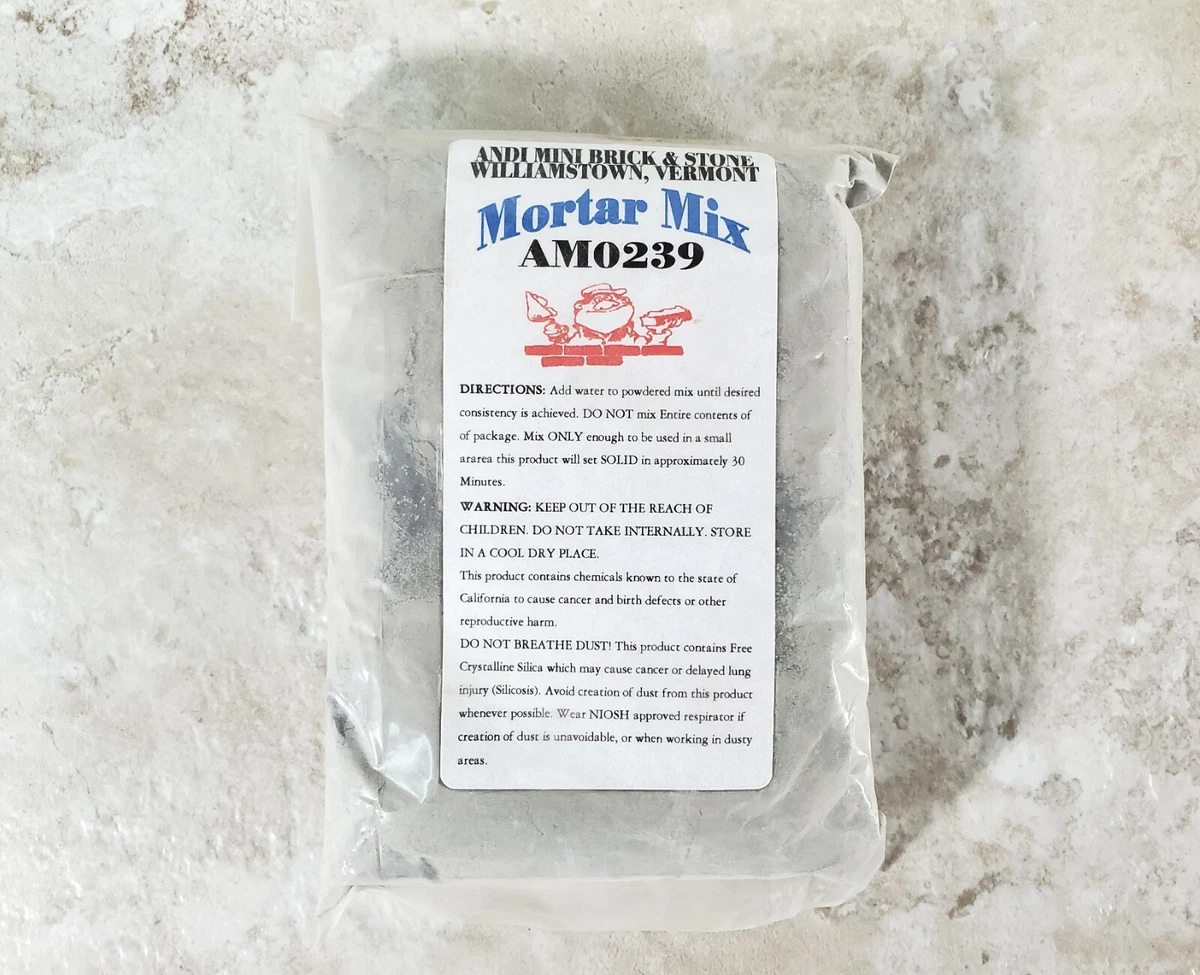 ANDI MINI BRICK & STONE
WILLIAMSTOWN, VERMONT
Mortar Mix
AM0239
DIRECTIONS: Add water to powdered mix until desired
consistency is achieved. DO NOT mix Entire contents of
of package. Mix ONLY enough to be used in a small
ararea this product will set SOLID in approximately 30
Minutes.
WARNING: KEEP OUT OF THE REACH OF
CHILDREN. DO NOT TAKE INTERNALLY. STORE
IN A COOL DRY PLACE.
This product contains chemicals known to the state of
California to cause cancer and birth defects or other
reproductive harm.
DO NOT BREATHE DUST! This product contains Free
Crystalline Silica which may cause cancer or delayed lung
injury (Silicosis). Avoid creation of dust from this product
whenever possible. Wear NIOSH approved respirator if
creation of dust is unavoidable, or when working in dusty
areas.